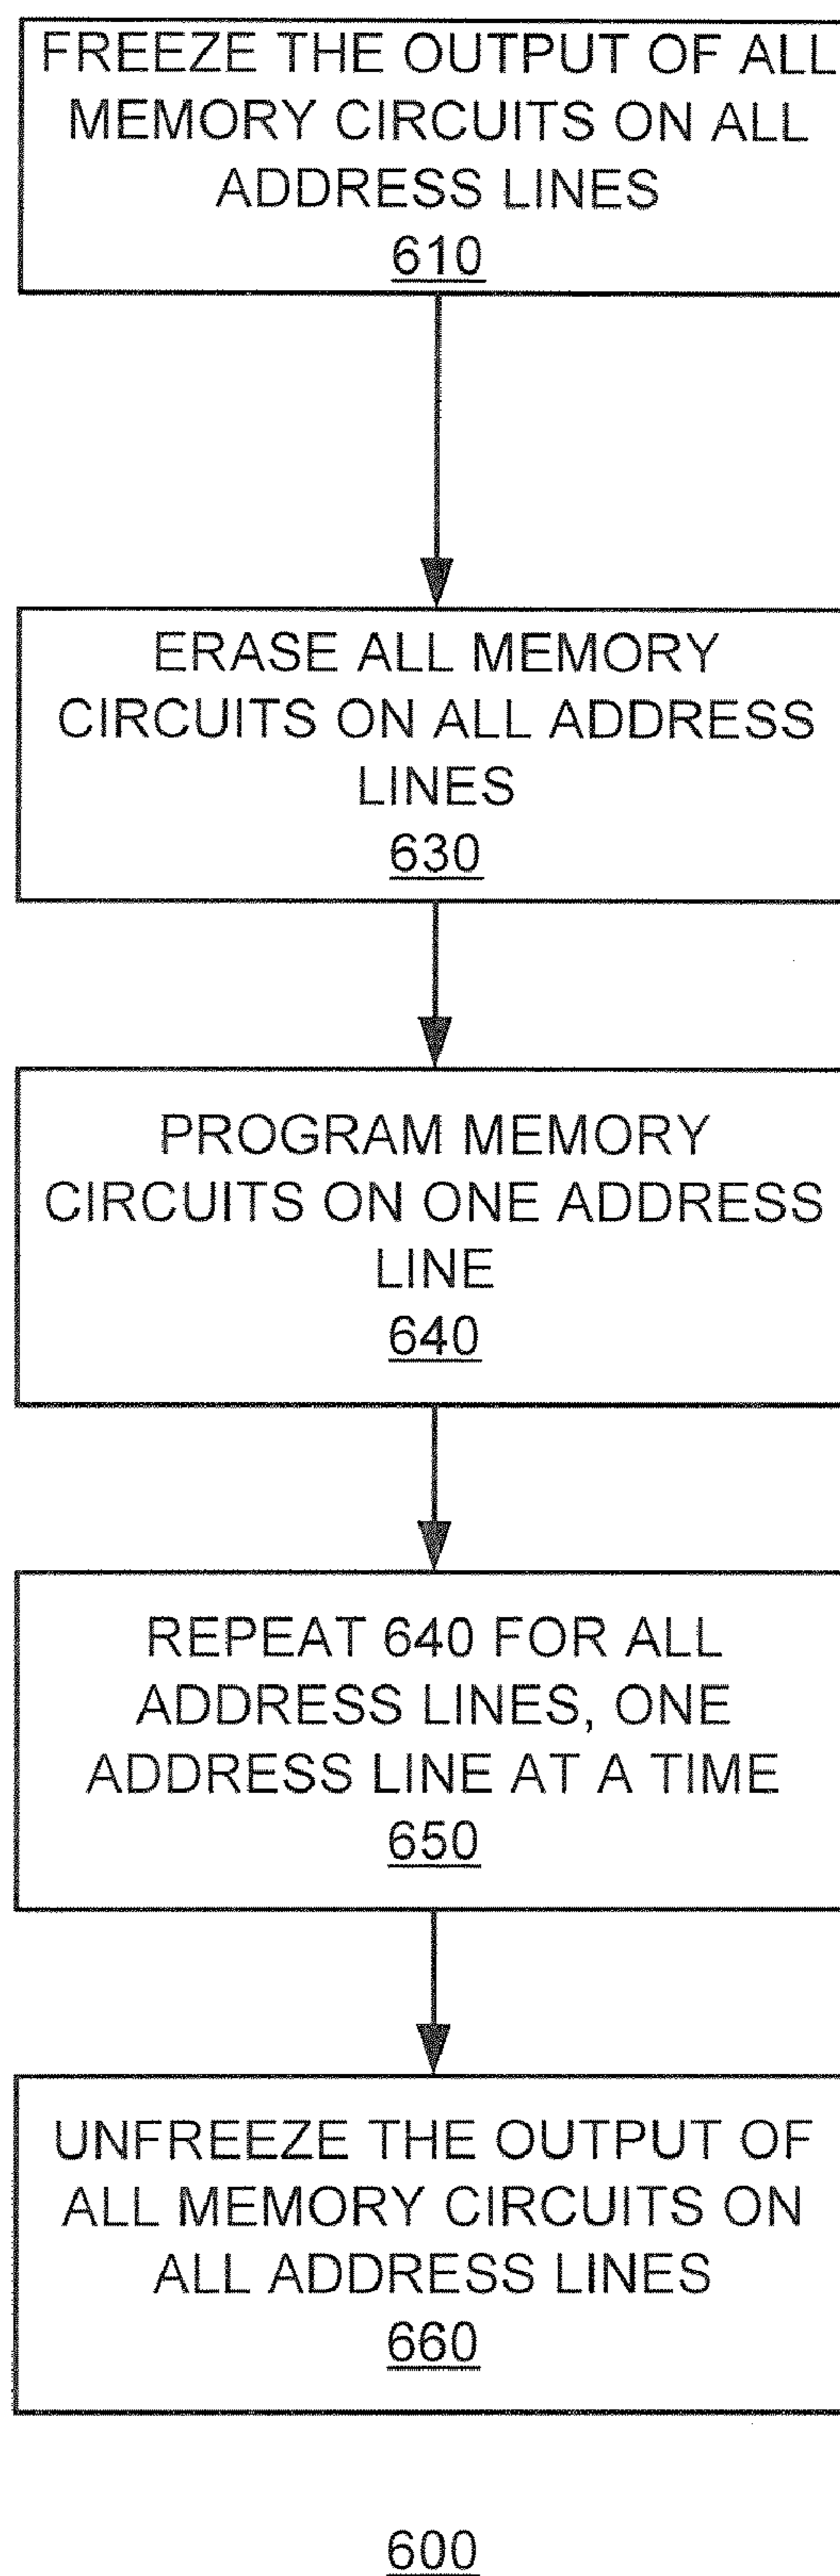 FREEZE THE OUTPUT OF ALL
MEMORY CIRCUITS ON ALL
ADDRESS LINES
610
ERASE ALL MEMORY
CIRCUITS ON ALL ADDRESS
LINES
630
PROGRAM MEMORY
CIRCUITS ON ONE ADDRESS
LINE
640
REPEAT 640 FOR ALL
ADDRESS LINES, ONE
ADDRESS LINE AT A TIME
650
UNFREEZE THE OUTPUT OF
ALL MEMORY CIRCUITS ON
ALL ADDRESS LINES
660
600